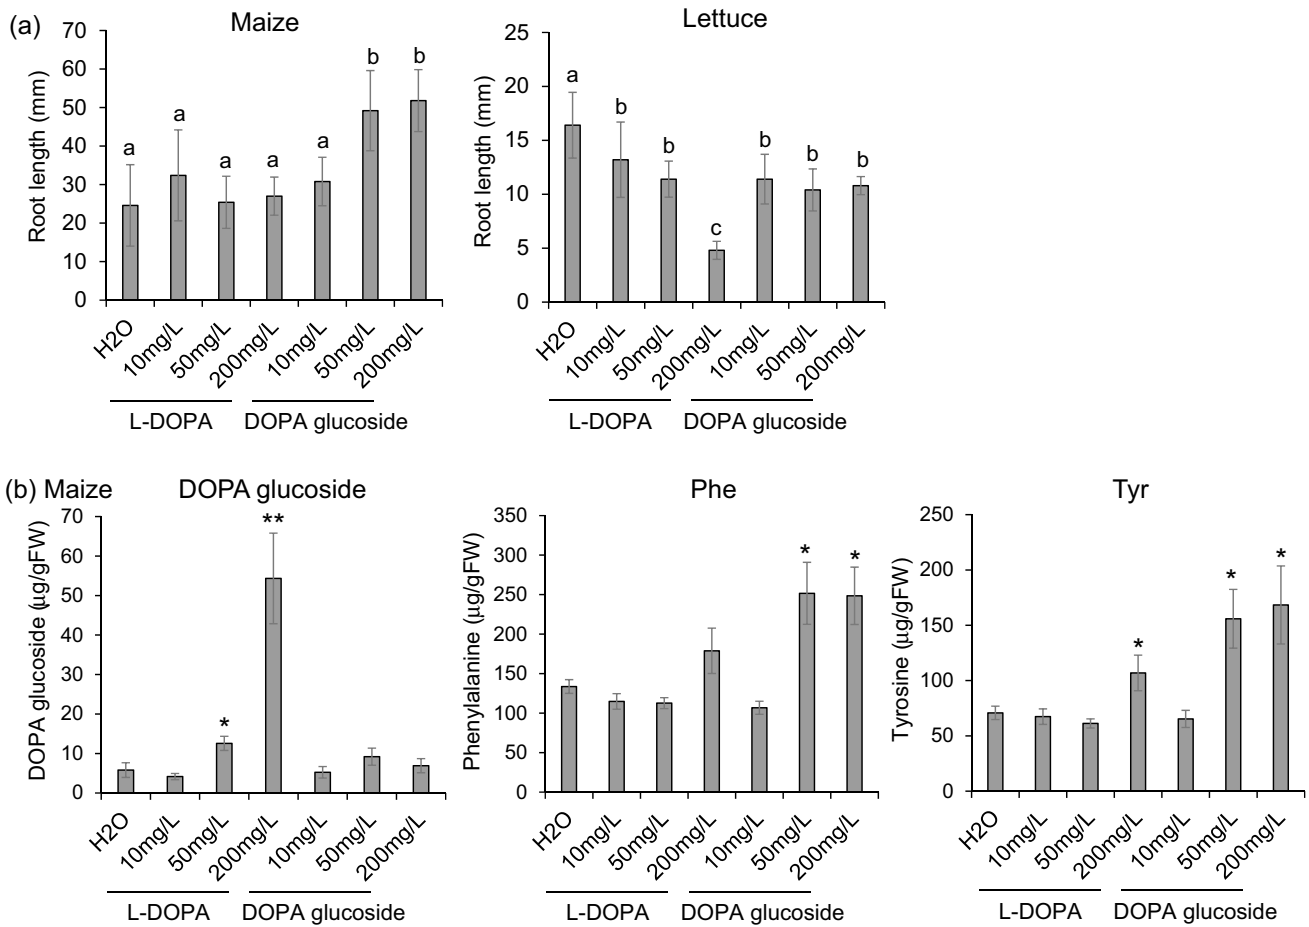 (a)
Maize
Root length (mm)
70
60
50
40
30
20
10
0
a
a
a
a
a
b
b
H2O
10mg/L
50mg/L
200mg/L
10mg/L
50mg/L
200mg/L
L-DOPA
DOPA glucoside
Lettuce
Root length (mm)
25
20
15
10
5
0
a
b
b
c
b
b
b
H2O
10mg/L
50mg/L
200mg/L
10mg/L
50mg/L
200mg/L
L-DOPA
DOPA glucoside
(b) Maize
DOPA glucoside
DOPA glucoside (µg/gFW)
70
60
50
40
30
20
10
0
*
**
H2O
10mg/L
50mg/L
200mg/L
10mg/L
50mg/L
200mg/L
L-DOPA
DOPA glucoside
Phe
Phenylalanine (µg/gFW)
350
300
250
200
150
100
50
0
*
*
H2O
10mg/L
50mg/L
200mg/L
10mg/L
50mg/L
200mg/L
L-DOPA
DOPA glucoside
Tyr
Tyrosine (µg/gFW)
250
200
150
100
50
0
*
*
*
H2O
10mg/L
50mg/L
200mg/L
10mg/L
50mg/L
200mg/L
L-DOPA
DOPA glucoside